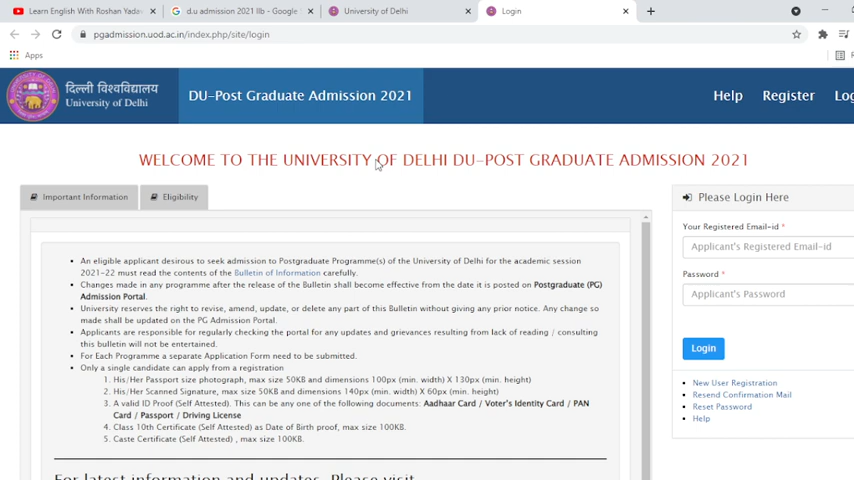 Learn English With Roshan Yadav
d.u admission 2021 llb - Google S
University of Delhi
Login
pgadmission.uod.ac.in/index.php/site/login
Apps
दिल्ली विश्वविद्यालय
University of Delhi
DU-Post Graduate Admission 2021
Help
Register
Lo
WELCOME TO THE UNIVERSITY OF DELHI DU-POST GRADUATE ADMISSION 2021
Important Information
Eligibility
An eligible applicant desirous to seek admission to Postgraduate Programme(s) of the University of Delhi for the academic session
2021-22 must read the contents of the Bulletin of Information carefully.
Changes made in any programme after the release of the Bulletin shall become effective from the date it is posted on Postgraduate (PG)
Admission Portal.
University reserves the right to revise, amend, update, or delete any part of this Bulletin without giving any prior notice. Any change so
made shall be updated on the PG Admission Portal.
Applicants are responsible for regularly checking the portal for any updates and grievances resulting from lack of reading / consulting
this bulletin will not be entertained.
For Each Programme a separate Application Form need to be submitted.
Only a single candidate can apply from a registration
1. His/Her Passport size photograph, max size 50KB and dimensions 100px (min. width) X 130px (min. height)
2. His/Her Scanned Signature, max size 50KB and dimensions 140px (min. width) X 60px (min. height)
3. A valid ID Proof (Self Attested). This can be any one of the following documents: Aadhaar Card / Voter's Identity Card / PAN
Card / Passport / Driving License
4. Class 10th Certificate (Self Attested) as Date of Birth proof, max size 100KB.
5. Caste Certificate (Self Attested) , max size 100KB.
For latest information and updates, Please visit
Please Login Here
Your Registered Email-id *
Applicant's Registered Email-id
Password *
Applicant's Password
Login
New User Registration
Resend Confirmation Mail
Reset Password
Help